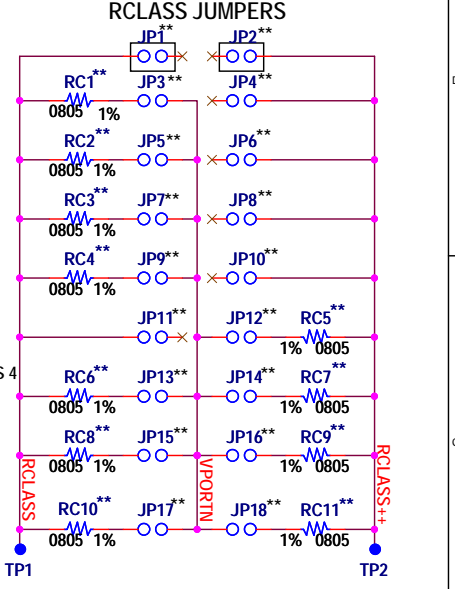 RCLASS JUMPERS
JP1** JP2**
RC1** JP3** JP4**
0805 1%
RC2** JP5** JP6**
0805 1%
RC3** JP7** JP8**
0805 1%
RC4** JP9** JP10**
0805 1%
JP11** JP12** RC5**
1% 0805
S 4
RC6** JP13** JP14** RC7**
0805 1% 1% 0805
RC8** JP15** JP16** RC9**
0805 1% 1% 0805
RCLASS
VPORTN
RCLASS++
RC10** JP17** JP18** RC11**
0805 1% 1% 0805
TP1 TP2